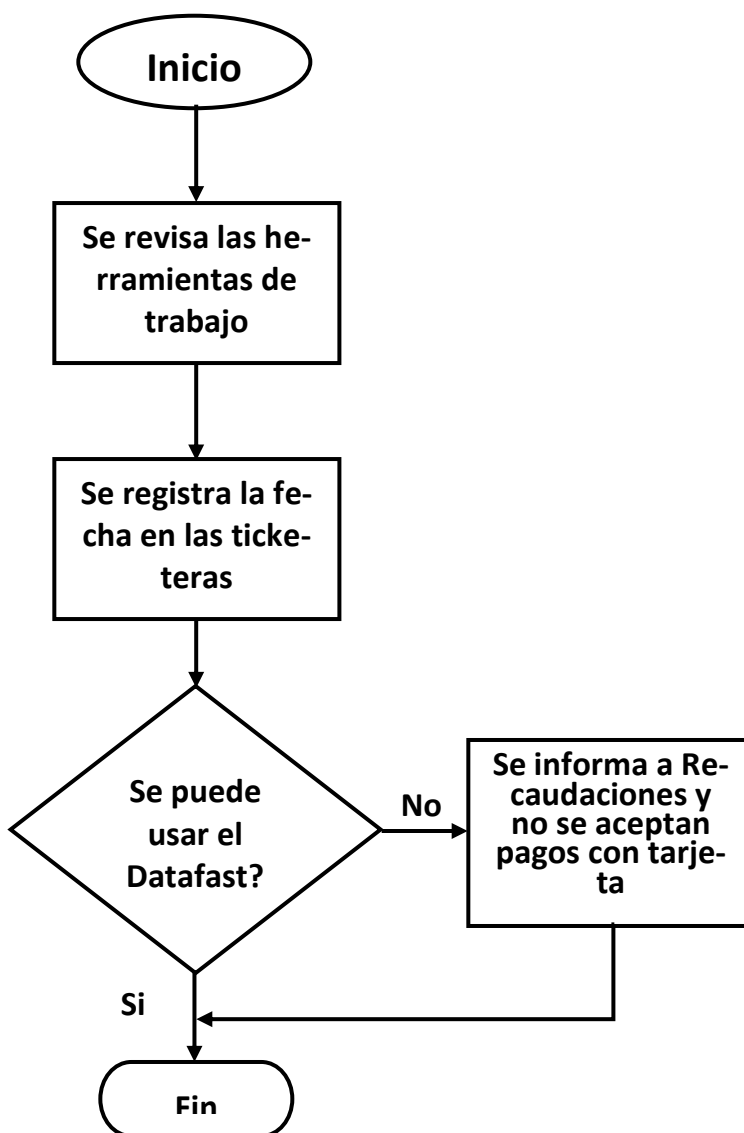 Inicio
Se revisa las he-
rramientas de
trabajo
Se registra la fe-
cha en las ticke-
teras
Se puede
usar el
Datafast?
No
Se informa a Re-
caudaciones y
no se aceptan
pagos con tarje-
ta
Si
Fin